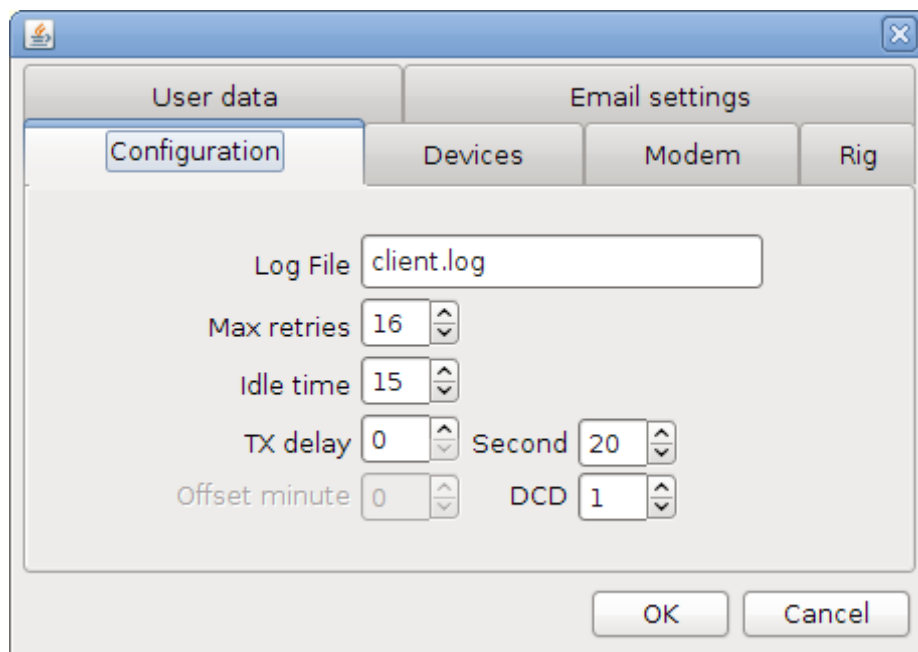 User data Email settings
Configuration Devices Modem Rig
Log File client.log
Max retries 16
Idle time 15
TX delay 0 Second 20
Offset minute 0 DCD 1
OK Cancel